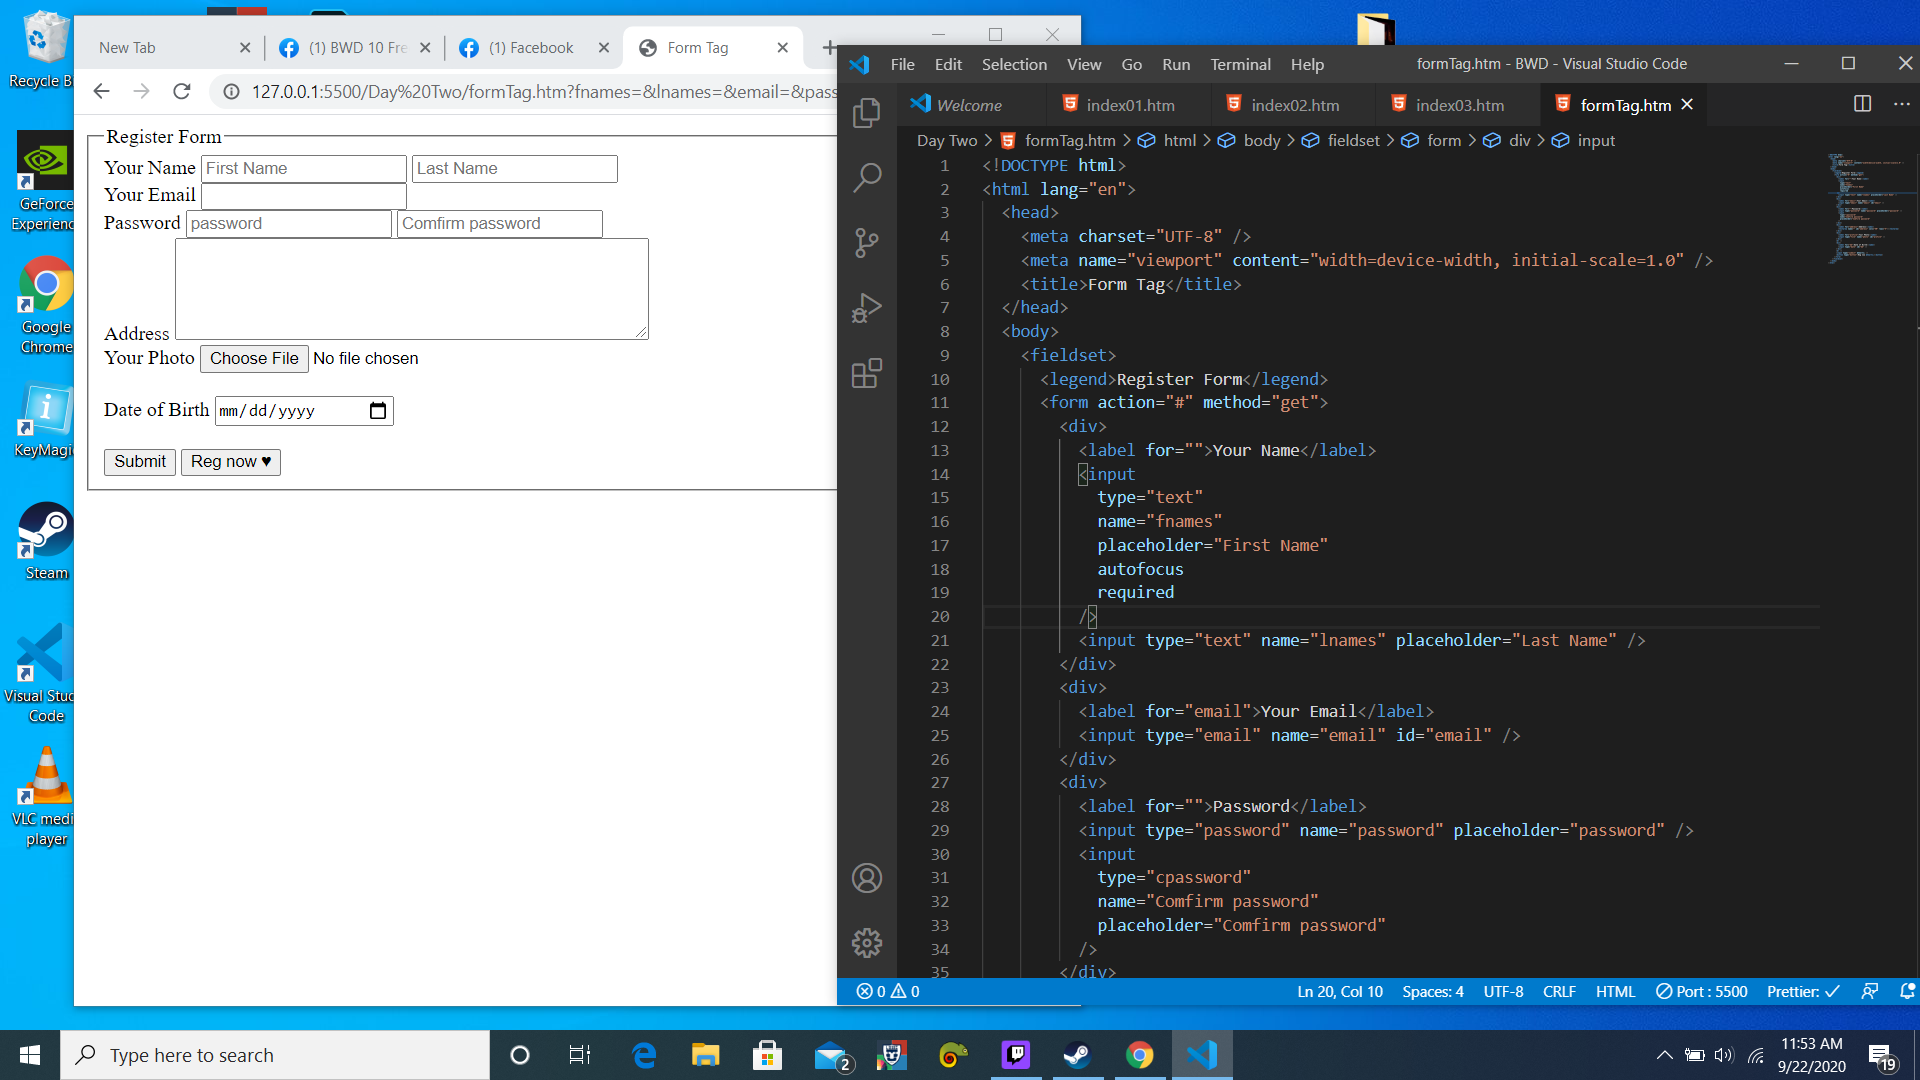 Recycle B
GeForce
Experienc
Google
Chrome
KeyMagi
Steam
Visual Stud
Code
VLC medi
player
New Tab
(1) BWD 10 Fre
(1) Facebook
Form Tag
127.0.0.1:5500/Day%20Two/formTag.htm?fnames=&lnames=&email=&pass
Register Form
Your Name First Name Last Name
Your Email
Password password Comfirm password
Address
Your Photo Choose File No file chosen
Date of Birth mm/dd/yyyy
Submit Reg now ♥
File Edit Selection View Go Run Terminal Help formTag.htm - BWD - Visual Studio Code
Welcome index01.htm index02.htm index03.htm formTag.htm
Day Two > formTag.htm > html > body > fieldset > form > div > input
1 <!DOCTYPE html>
2 <html lang="en">
3 <head>
4 <meta charset="UTF-8" />
5 <meta name="viewport" content="width=device-width, initial-scale=1.0" />
6 <title>Form Tag</title>
7 </head>
8 <body>
9 <fieldset>
10 <legend>Register Form</legend>
11 <form action="#" method="get">
12 <div>
13 <label for="">Your Name</label>
14 <input
15 type="text"
16 name="fnames"
17 placeholder="First Name"
18 autofocus
19 required
20 />
21 <input type="text" name="lnames" placeholder="Last Name" />
22 </div>
23 <div>
24 <label for="email">Your Email</label>
25 <input type="email" name="email" id="email" />
26 </div>
27 <div>
28 <label for="">Password</label>
29 <input type="password" name="password" placeholder="password" />
30 <input
31 type="cpassword"
32 name="Comfirm password"
33 placeholder="Comfirm password"
34 />
35 </div>
0 0 Ln 20, Col 10 Spaces: 4 UTF-8 CRLF HTML Port : 5500 Prettier: ✓
Type here to search
2
11:53 AM
9/22/2020
19